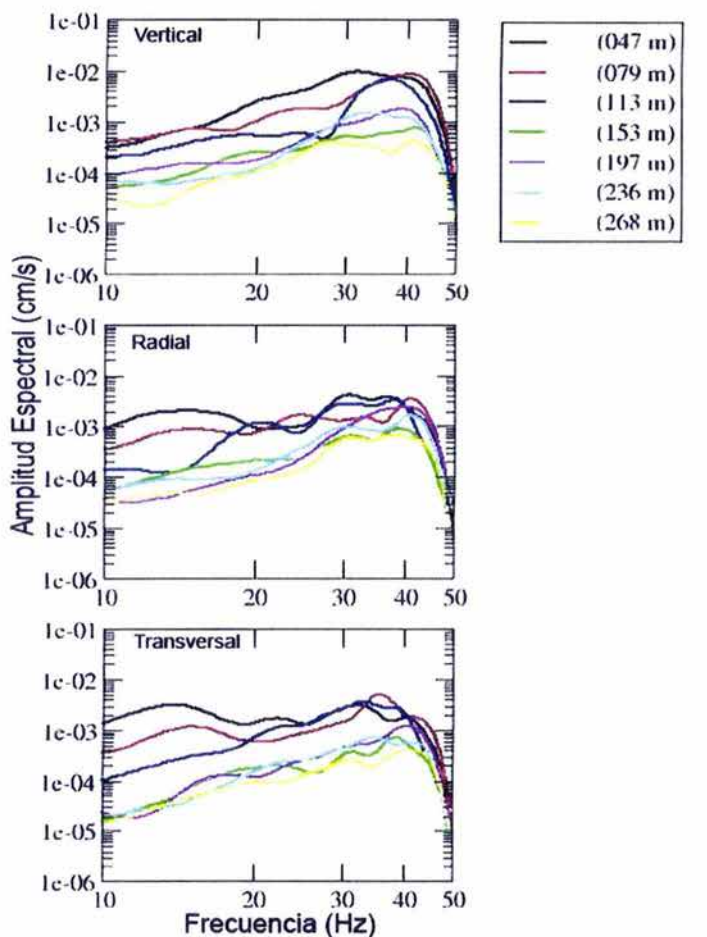 Amplitud Espectral (cm/s)
Vertical
1e-01
1e-02
1e-03
1e-04
1e-05
1e-06
10
20
30
40
50
(047 m)
(079 m)
(113 m)
(153 m)
(197 m)
(236 m)
(268 m)
Radial
1e-01
1e-02
1e-03
1e-04
1e-05
1e-06
10
20
30
40
50
Transversal
1e-01
1e-02
1e-03
1e-04
1e-05
1e-06
10
20
30
40
50
Frecuencia (Hz)